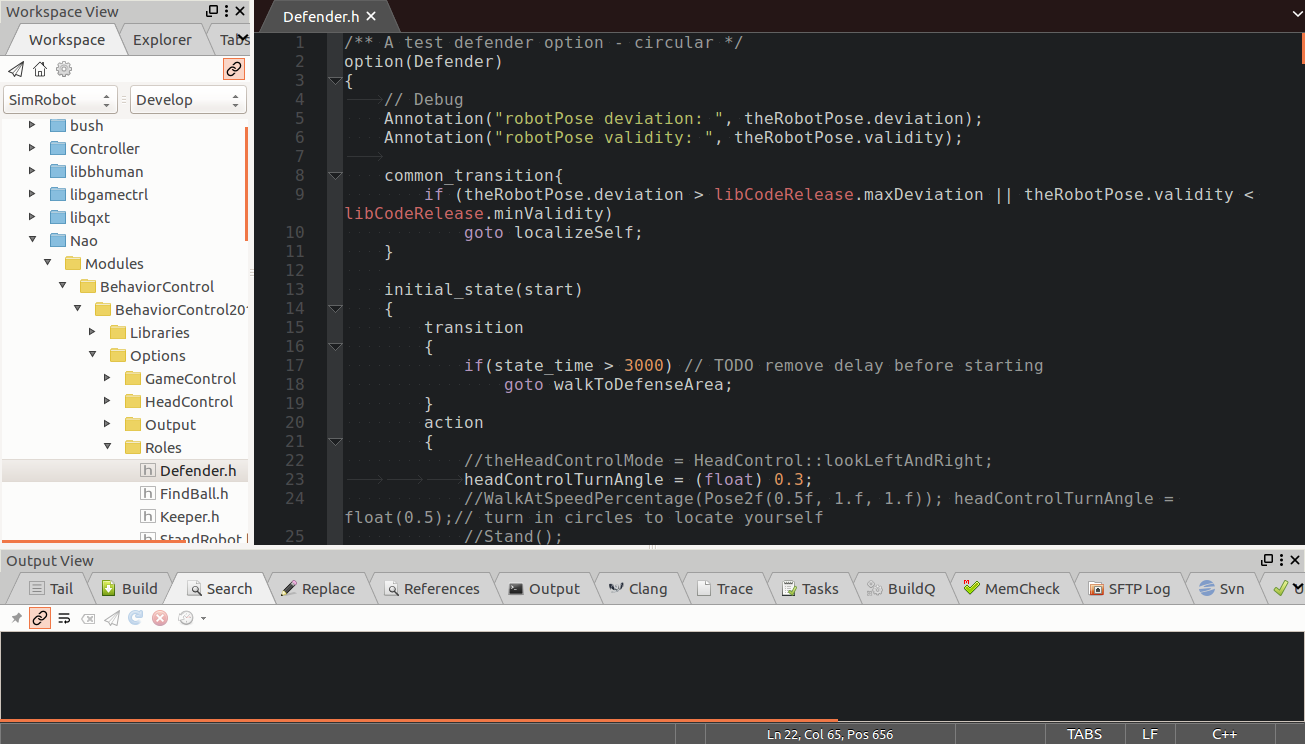 Workspace View
Workspace Explorer Tabs
SimRobot Develop
bush
Controller
libbhuman
libgamectrl
libqxt
Nao
Modules
BehaviorControl
BehaviorControl20
Libraries
Options
GameControl
HeadControl
Output
Roles
h Defender.h
h FindBall.h
h Keeper.h
h StandRobot.
Defender.h
1 /** A test defender option - circular */
2 option(Defender)
3 {
4 // Debug
5 Annotation("robotPose deviation: ", theRobotPose.deviation);
6 Annotation("robotPose validity: ", theRobotPose.validity);
7
8 common_transition{
9 if (theRobotPose.deviation > libCodeRelease.maxDeviation || theRobotPose.validity <
libCodeRelease.minValidity)
10 goto localizeSelf;
11 }
12
13 initial_state(start)
14 {
15 transition
16 {
17 if(state_time > 3000) // TODO remove delay before starting
18 goto walkToDefenseArea;
19 }
20 action
21 {
22 //theHeadControlMode = HeadControl::lookLeftAndRight;
23 headControlTurnAngle = (float) 0.3;
24 //WalkAtSpeedPercentage(Pose2f(0.5f, 1.f, 1.f)); headControlTurnAngle =
float(0.5);// turn in circles to locate yourself
25 //Stand();
Output View
Tail Build Search Replace References Output Clang Trace Tasks BuildQ MemCheck SFTP Log Svn
Ln 22, Col 65, Pos 656 TABS LF C++